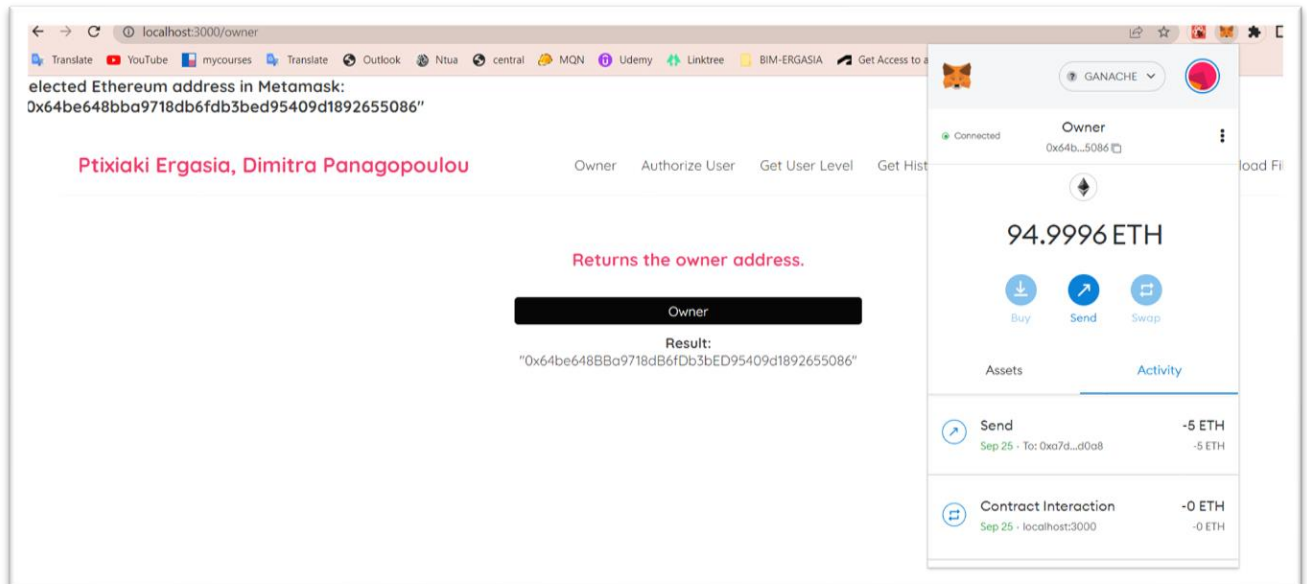 localhost:3000/owner
Translate YouTube mycourses Translate Outlook Ntua central MQN Udemy Linktree BIM-ERGASIA Get Access to a
elected Ethereum address in Metamask:
0x64be648bba9718db6fdb3bed95409d1892655086"
Ptixiaki Ergasia, Dimitra Panagopoulou
Owner Authorize User Get User Level Get Hist load Fi
Returns the owner address.
Owner
Result:
"0x64be648BBa9718dB6fDb3bED95409d1892655086"
GANACHE
Connected
Owner
0x64b...5086
94.9996 ETH
Buy Send Swap
Assets Activity
Send -5 ETH
Sep 25 · To: 0xa7d...d0a8 -5 ETH
Contract Interaction -0 ETH
Sep 25 · localhost:3000 -0 ETH